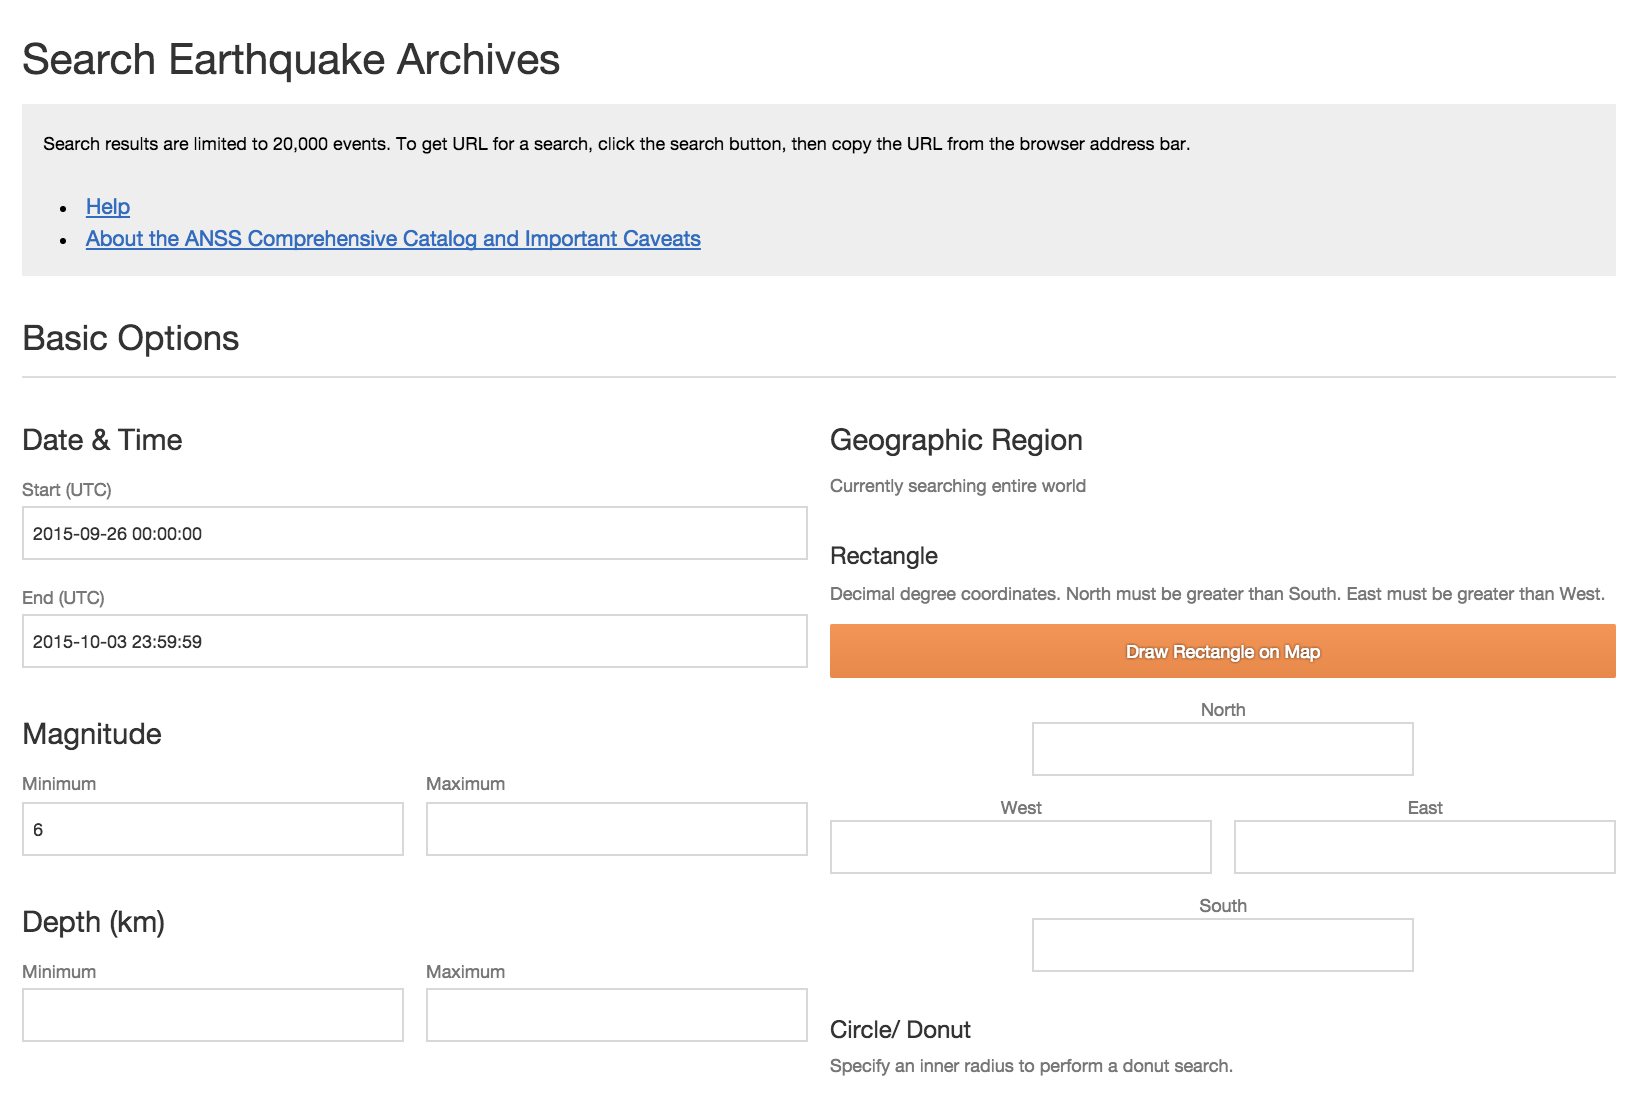 Search Earthquake Archives
Search results are limited to 20,000 events. To get URL for a search, click the search button, then copy the URL from the browser address bar.
Help
About the ANSS Comprehensive Catalog and Important Caveats
Basic Options
Date & Time
Start (UTC)
2015-09-26 00:00:00
End (UTC)
2015-10-03 23:59:59
Magnitude
Minimum
Maximum
6
Depth (km)
Minimum
Maximum
Geographic Region
Currently searching entire world
Rectangle
Decimal degree coordinates. North must be greater than South. East must be greater than West.
Draw Rectangle on Map
North
West
East
South
Circle/ Donut
Specify an inner radius to perform a donut search.